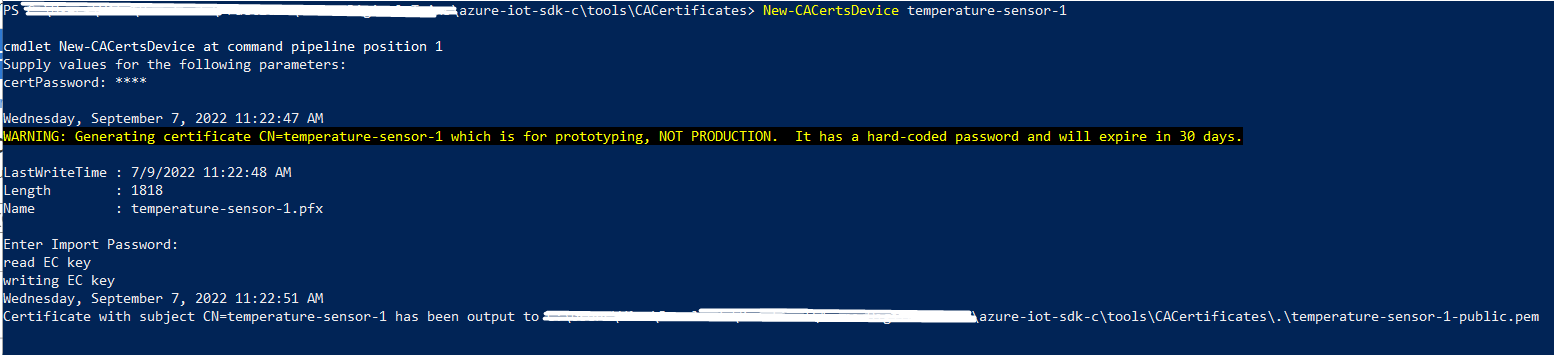 PS \azure-iot-sdk-c\tools\CACertificates> New-CACertsDevice temperature-sensor-1
cmdlet New-CACertsDevice at command pipeline position 1
Supply values for the following parameters:
certPassword: ****
Wednesday, September 7, 2022 11:22:47 AM
WARNING: Generating certificate CN=temperature-sensor-1 which is for prototyping, NOT PRODUCTION.  It has a hard-coded password and will expire in 30 days.
LastWriteTime : 7/9/2022 11:22:48 AM
Length        : 1818
Name          : temperature-sensor-1.pfx
Enter Import Password:
read EC key
writing EC key
Wednesday, September 7, 2022 11:22:51 AM
Certificate with subject CN=temperature-sensor-1 has been output to \azure-iot-sdk-c\tools\CACertificates\.\temperature-sensor-1-public.pem